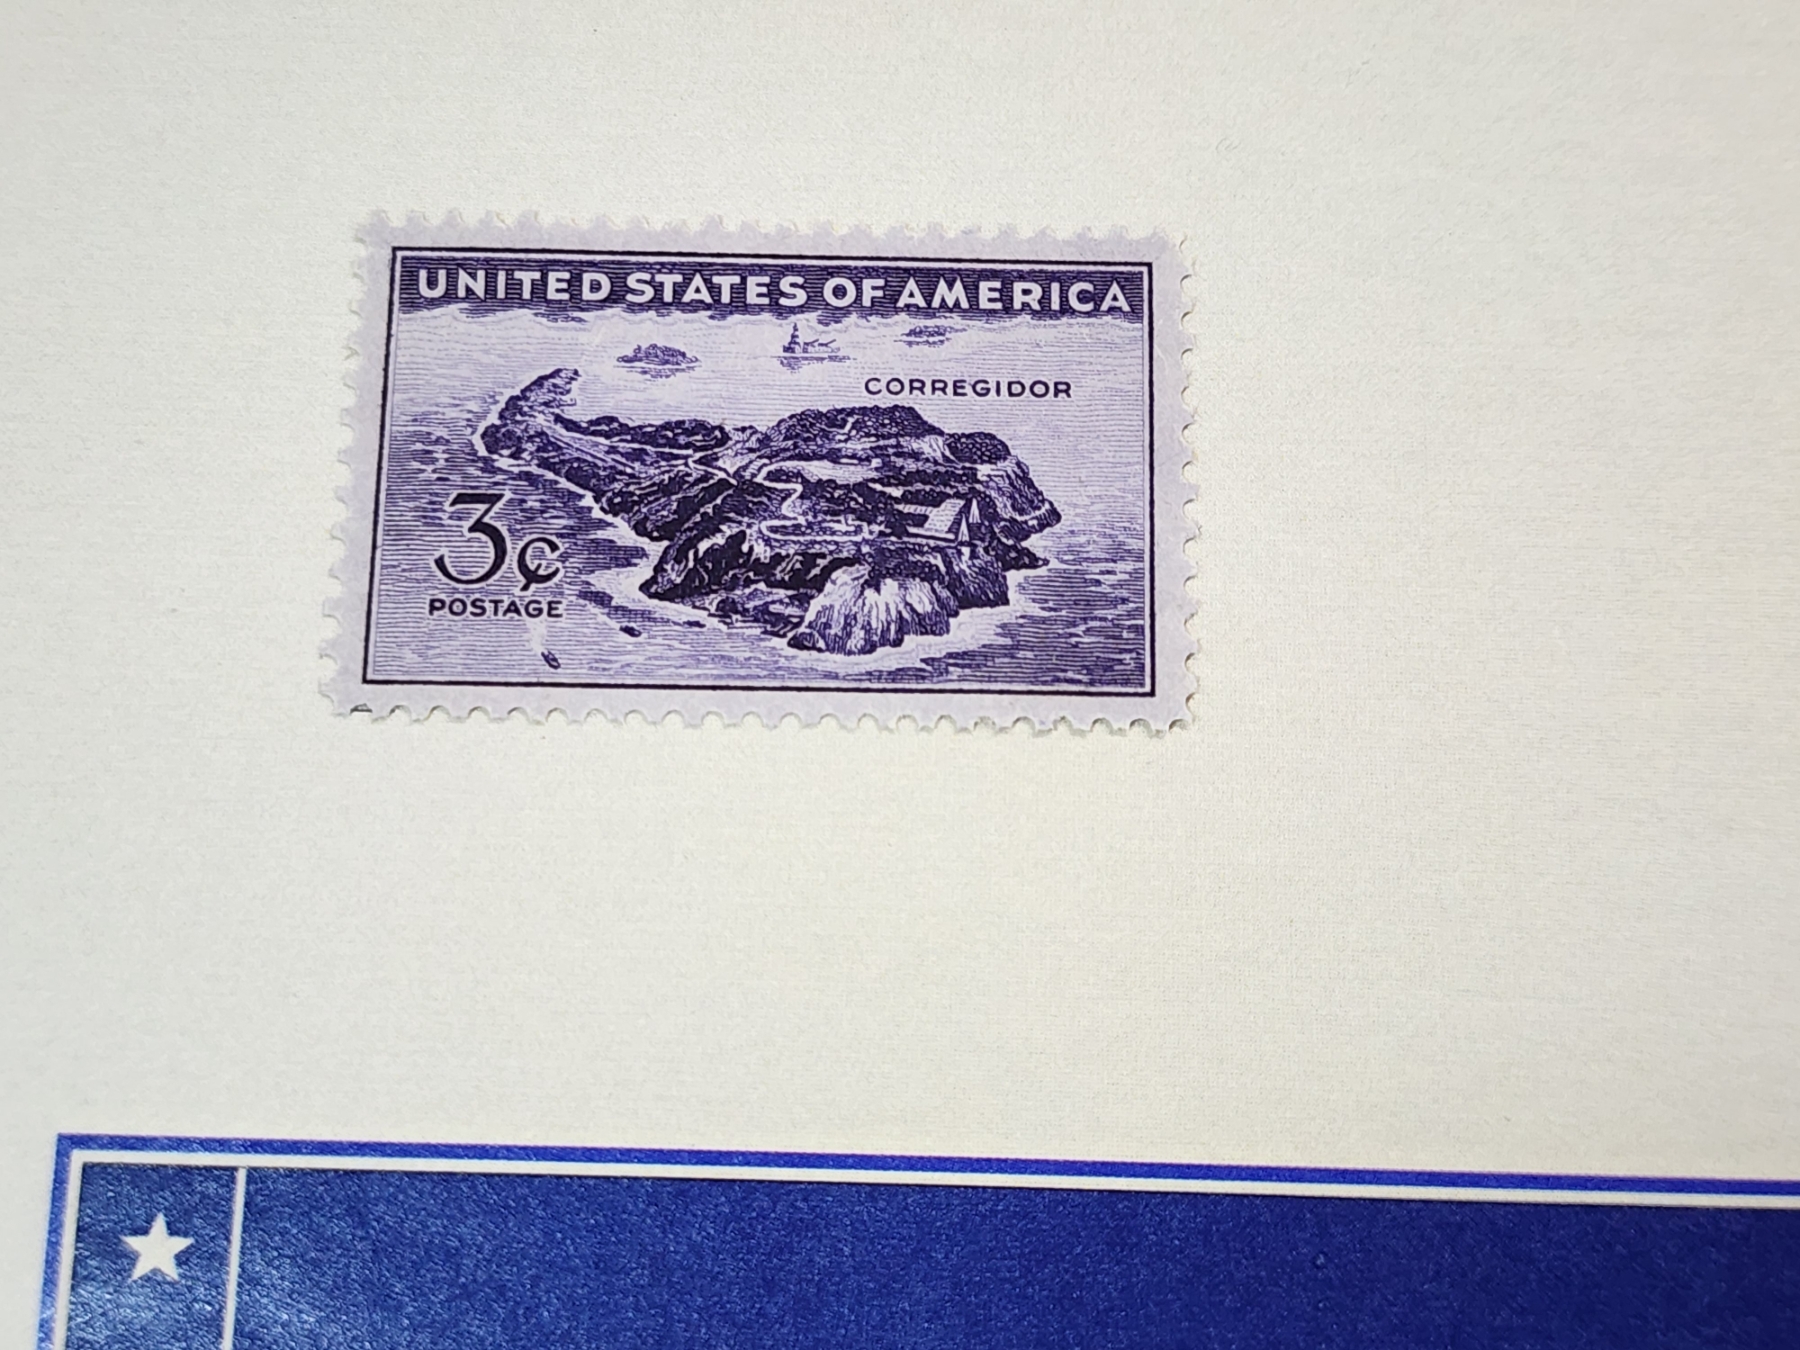 UNITED STATES OF AMERICA
CORREGIDOR
3¢
POSTAGE